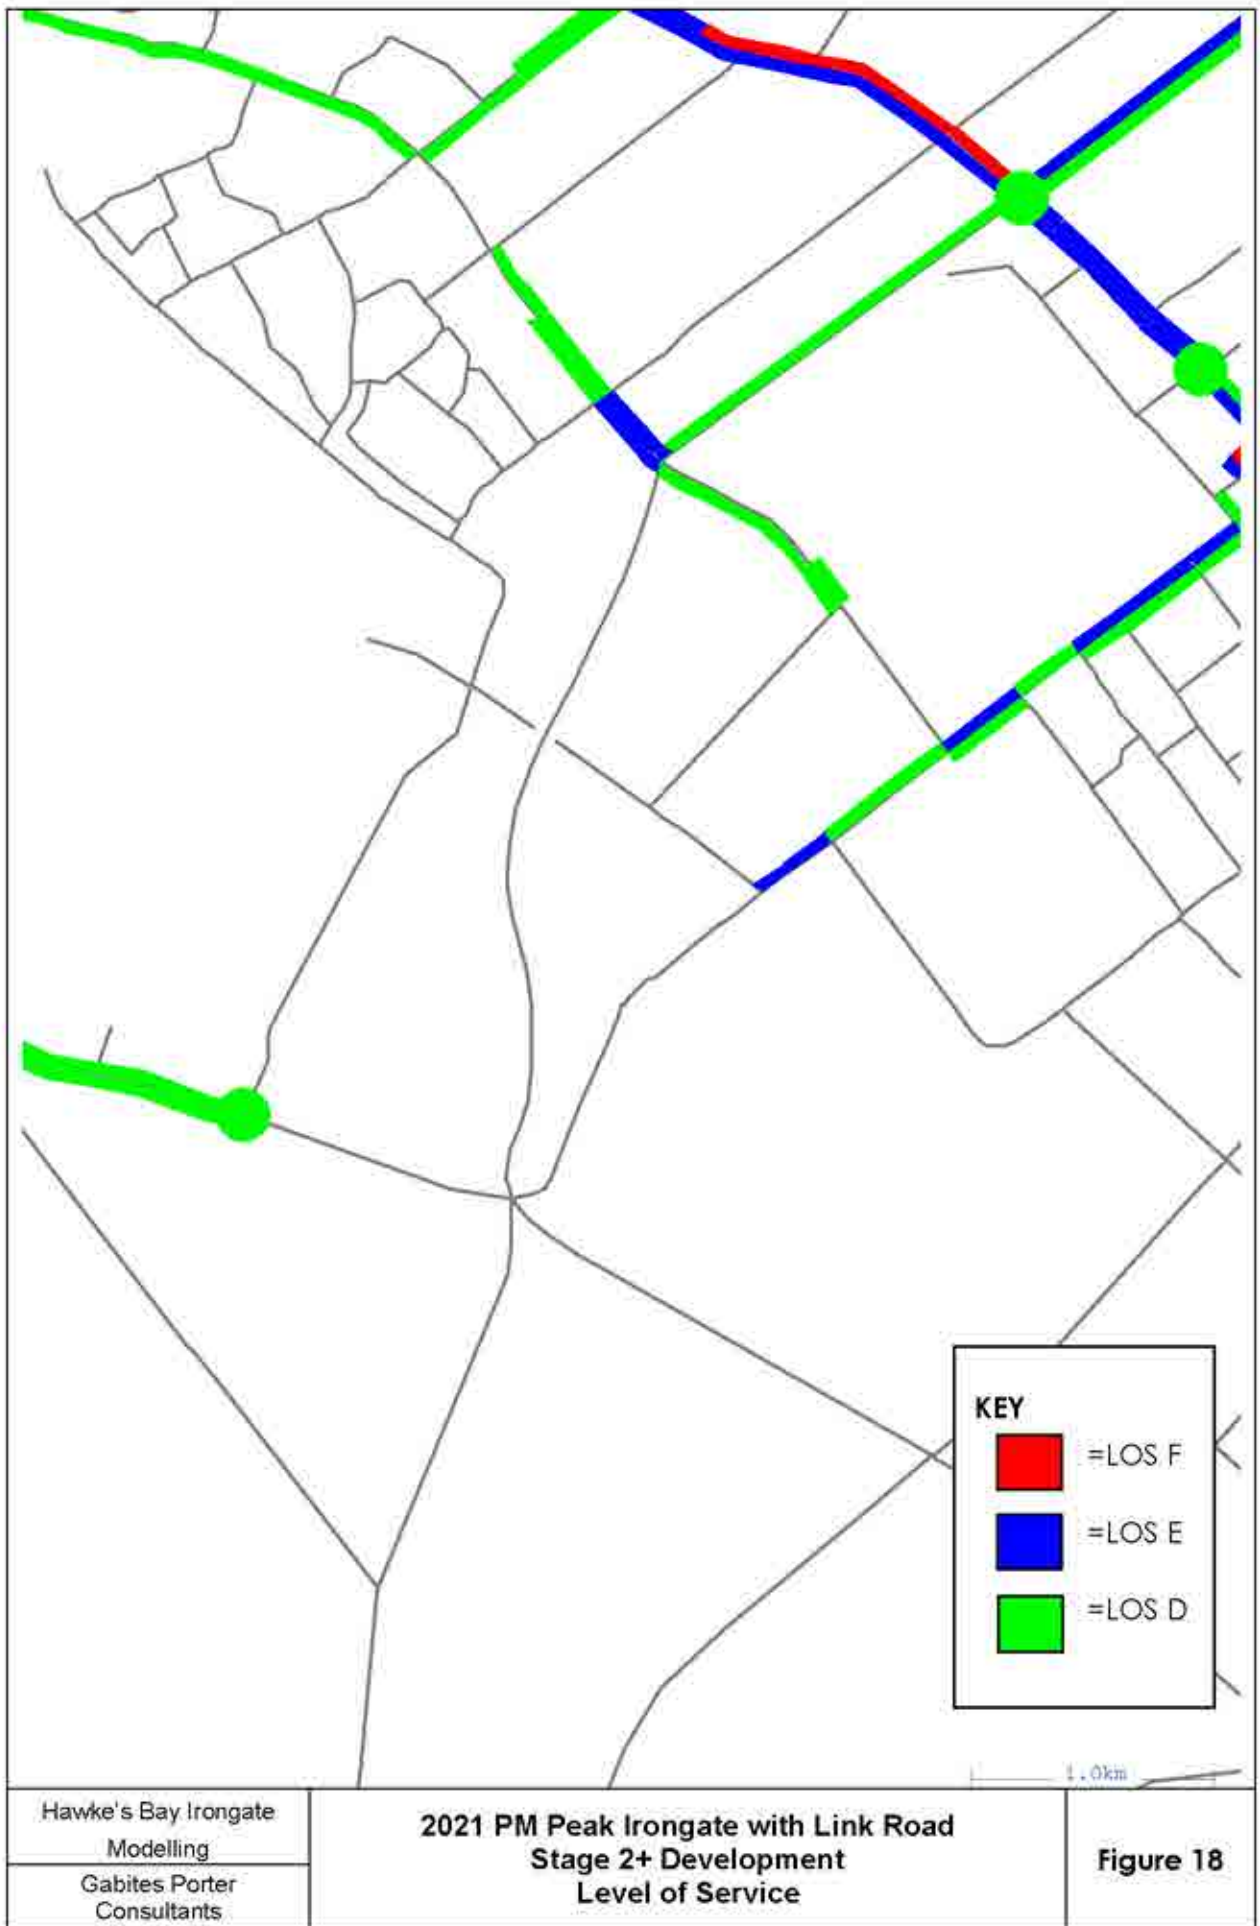 KEY
=LOS F
=LOS E
=LOS D
1.0km
Hawke's Bay Irongate
Modelling
Gabites Porter
Consultants
2021 PM Peak Irongate with Link Road
Stage 2+ Development
Level of Service
Figure 18